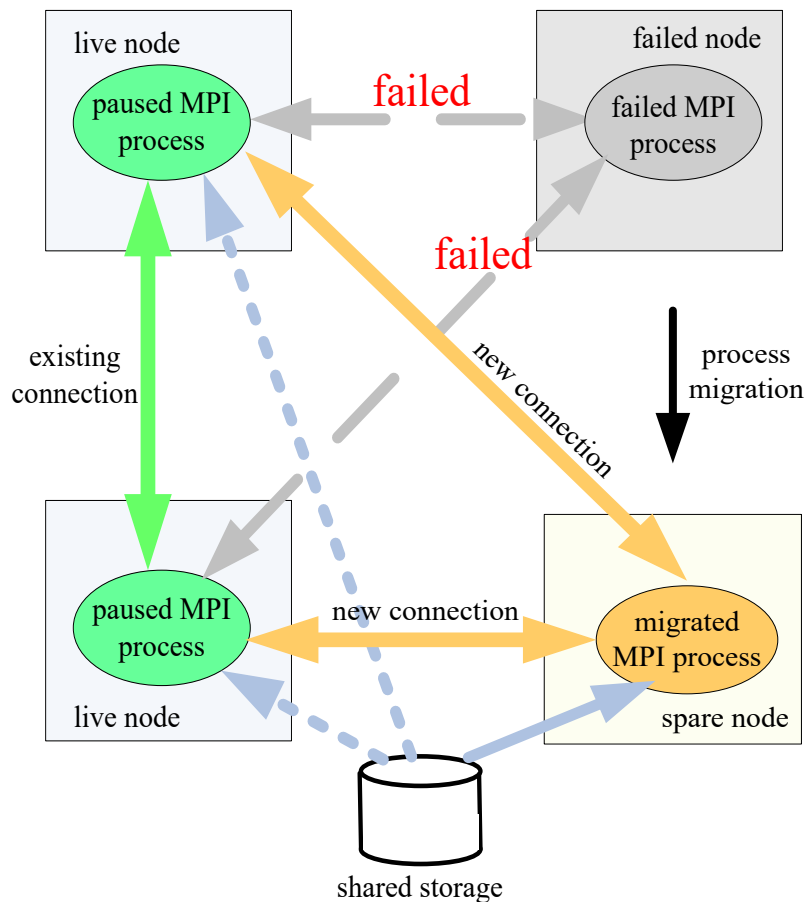 live node
failed node
paused MPI
process
failed
failed MPI
process
failed
existing
connection
new connection
process
migration
paused MPI
process
new connection
migrated
MPI process
live node
spare node
shared storage